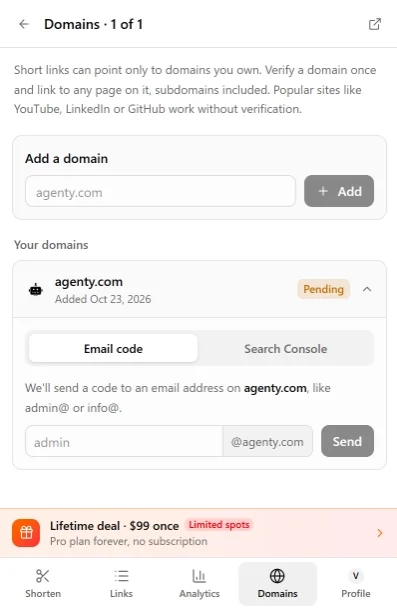 Domains · 1 of 1
Short links can point only to domains you own. Verify a domain once
and link to any page on it, subdomains included. Popular sites like
YouTube, LinkedIn or GitHub work without verification.
Add a domain
agenty.com
+ Add
Your domains
agenty.com
Added Oct 23, 2026
Pending
Email code
Search Console
We'll send a code to an email address on agenty.com, like
admin@ or info@.
admin
@agenty.com
Send
Lifetime deal · $99 once Limited spots
Pro plan forever, no subscription
V
Shorten
Links
Analytics
Domains
Profile